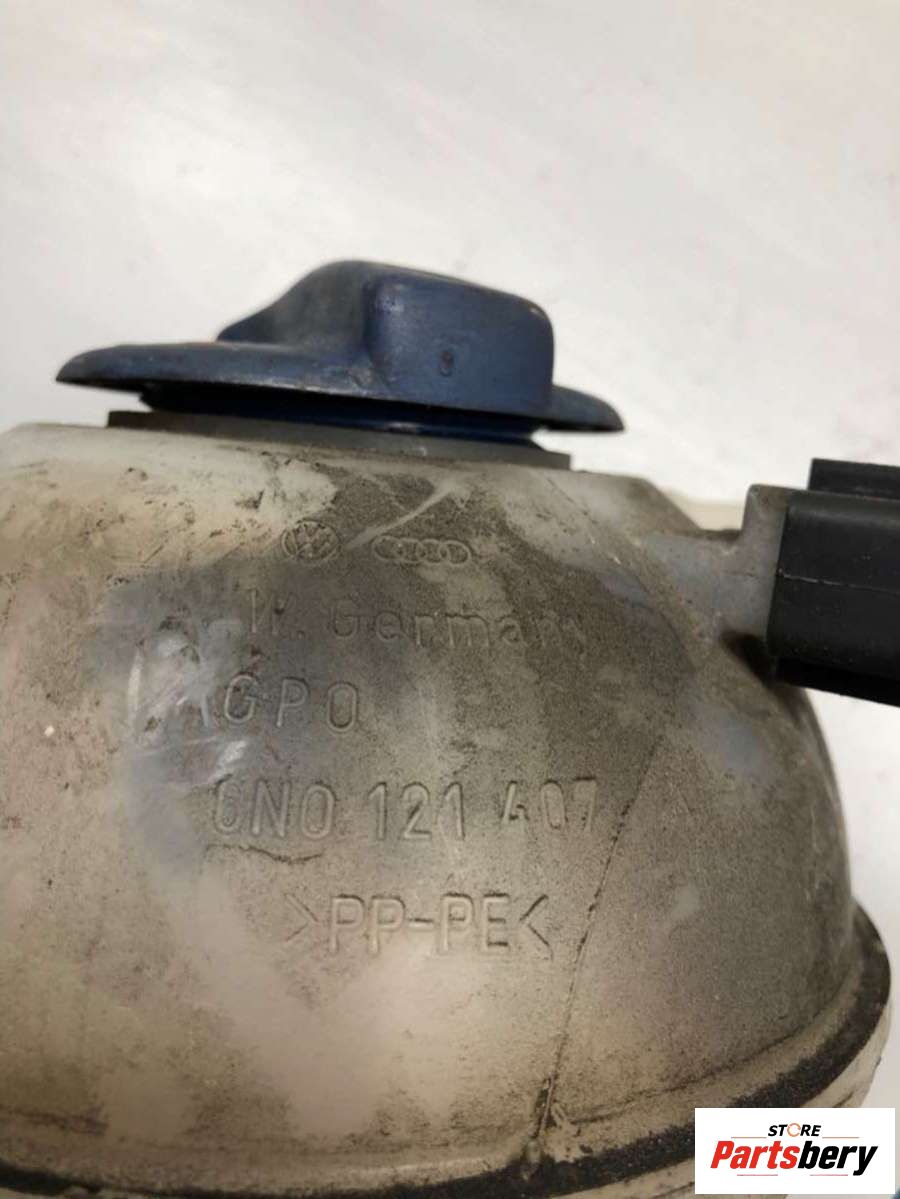 Germany
GPO
6N0 121 407
>PP-PE<
STORE
Partsbery